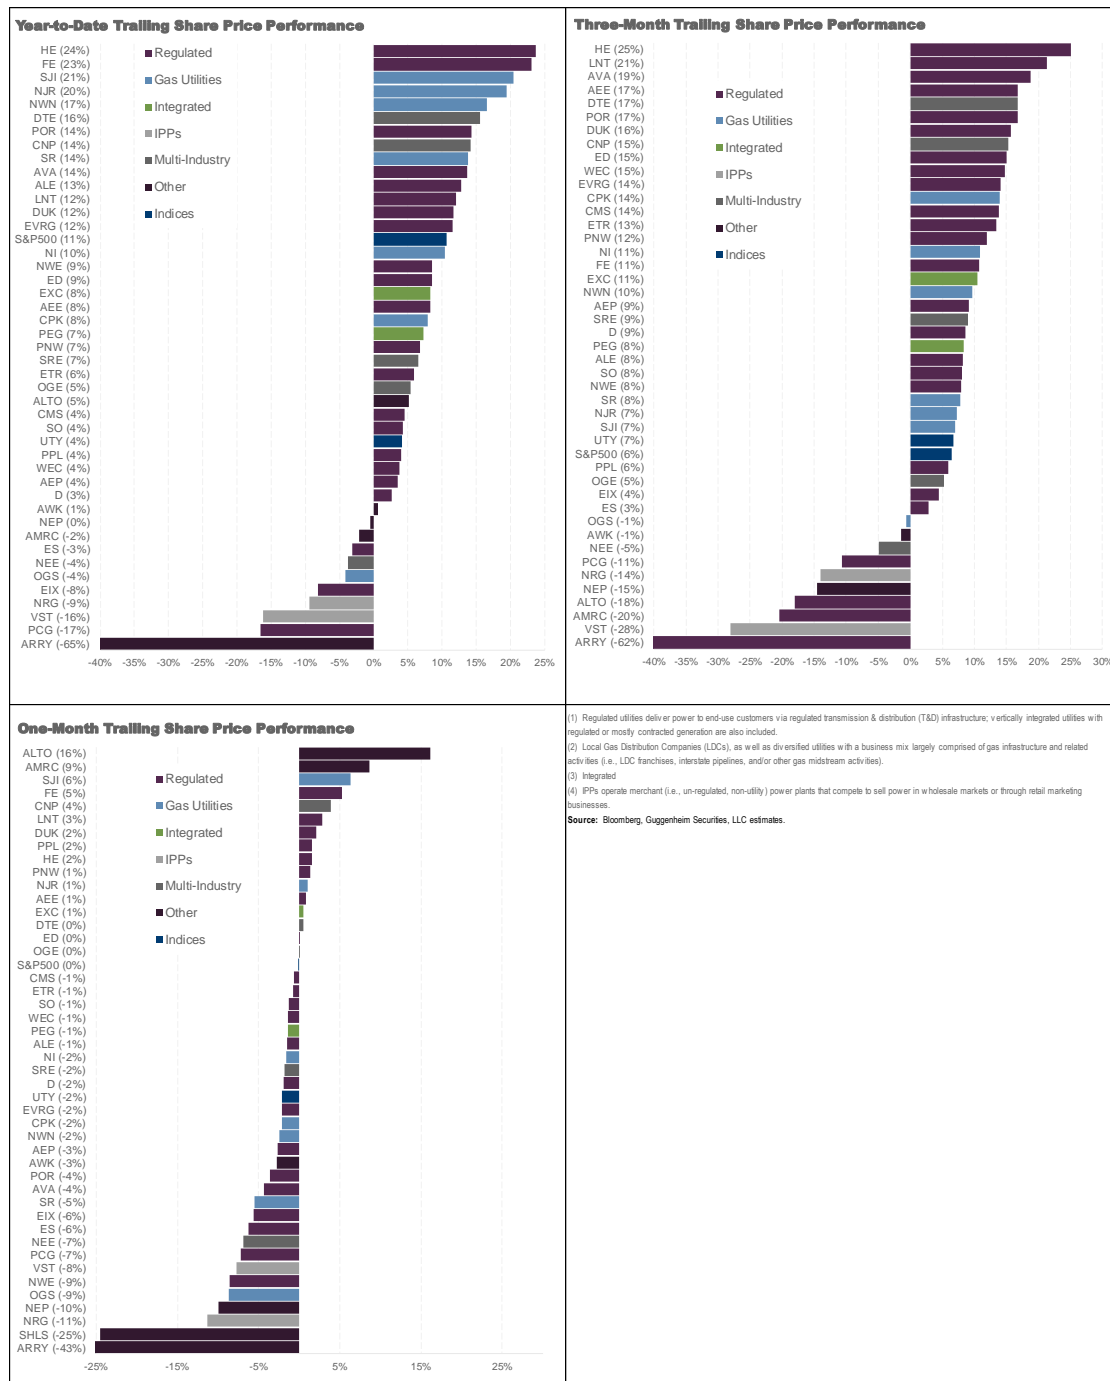 Year-to-Date Trailing Share Price Performance
HE (24%)
FE (23%)
SJI (21%)
NJR (20%)
NWN (17%)
DTE (16%)
POR (14%)
CNP (14%)
SR (14%)
AVA (14%)
ALE (13%)
LNT (12%)
DUK (12%)
EVRG (12%)
S&P500 (11%)
NI (10%)
NWE (9%)
ED (9%)
EXC (8%)
AEE (8%)
CPK (8%)
PEG (7%)
PNW (7%)
SRE (7%)
ETR (6%)
OGE (5%)
ALTO (5%)
CMS (4%)
SO (4%)
UTY (4%)
PPL (4%)
WEC (4%)
AEP (4%)
D (3%)
AWK (1%)
NEP (0%)
AMRC (-2%)
ES (-3%)
NEE (-4%)
OGS (-4%)
EIX (-8%)
NRG (-9%)
VST (-16%)
PCG (-17%)
ARRY (-65%)
Regulated
Gas Utilities
Integrated
IPPs
Multi-Industry
Other
Indices
-40% -35% -30% -25% -20% -15% -10% -5% 0% 5% 10% 15% 20% 25%
Three-Month Trailing Share Price Performance
HE (25%)
LNT (21%)
AVA (19%)
AEE (17%)
DTE (17%)
POR (17%)
DUK (16%)
CNP (15%)
ED (15%)
WEC (15%)
EVRG (14%)
CPK (14%)
CMS (14%)
ETR (13%)
PNW (12%)
NI (11%)
FE (11%)
EXC (11%)
NWN (10%)
AEP (9%)
SRE (9%)
D (9%)
PEG (8%)
ALE (8%)
SO (8%)
NWE (8%)
SR (8%)
NJR (7%)
SJI (7%)
UTY (7%)
S&P500 (6%)
PPL (6%)
OGE (5%)
EIX (4%)
ES (3%)
OGS (-1%)
AWK (-1%)
NEE (-5%)
PCG (-11%)
NRG (-14%)
NEP (-15%)
ALTO (-18%)
AMRC (-20%)
VST (-28%)
ARRY (-62%)
Regulated
Gas Utilities
Integrated
IPPs
Multi-Industry
Other
Indices
-40% -35% -30% -25% -20% -15% -10% -5% 0% 5% 10% 15% 20% 25% 30%
One-Month Trailing Share Price Performance
ALTO (16%)
AMRC (9%)
SJI (6%)
FE (5%)
CNP (4%)
LNT (3%)
DUK (2%)
PPL (2%)
HE (2%)
PNW (1%)
NJR (1%)
AEE (1%)
EXC (1%)
DTE (0%)
ED (0%)
OGE (0%)
S&P500 (0%)
CMS (-1%)
ETR (-1%)
SO (-1%)
WEC (-1%)
PEG (-1%)
ALE (-1%)
NI (-2%)
SRE (-2%)
D (-2%)
UTY (-2%)
EVRG (-2%)
CPK (-2%)
NWN (-2%)
AEP (-3%)
AWK (-3%)
POR (-4%)
AVA (-4%)
SR (-5%)
EIX (-6%)
ES (-6%)
NEE (-7%)
PCG (-7%)
VST (-8%)
NWE (-9%)
OGS (-9%)
NEP (-10%)
NRG (-11%)
SHLS (-25%)
ARRY (-43%)
Regulated
Gas Utilities
Integrated
IPPs
Multi-Industry
Other
Indices
-25% -15% -5% 5% 15%
(1) Regulated utilities deliver power to end-use customers via regulated transmission & distribution (T&D) infrastructure; vertically integrated utilities with
regulated or mostly contracted generation are also included.
(2) Local Gas Distribution Companies (LDCs), as well as diversified utilities with a business mix largely comprised of gas infrastructure and related
activities (i.e., LDC franchises, interstate pipelines, and/or other gas midstream activities).
(3) Integrated
(4) IPPs operate merchant (i.e., un-regulated, non-utility) power plants that compete to sell power in wholesale markets or through retail marketing
businesses.
Source: Bloomberg, Guggenheim Securities, LLC estimates.